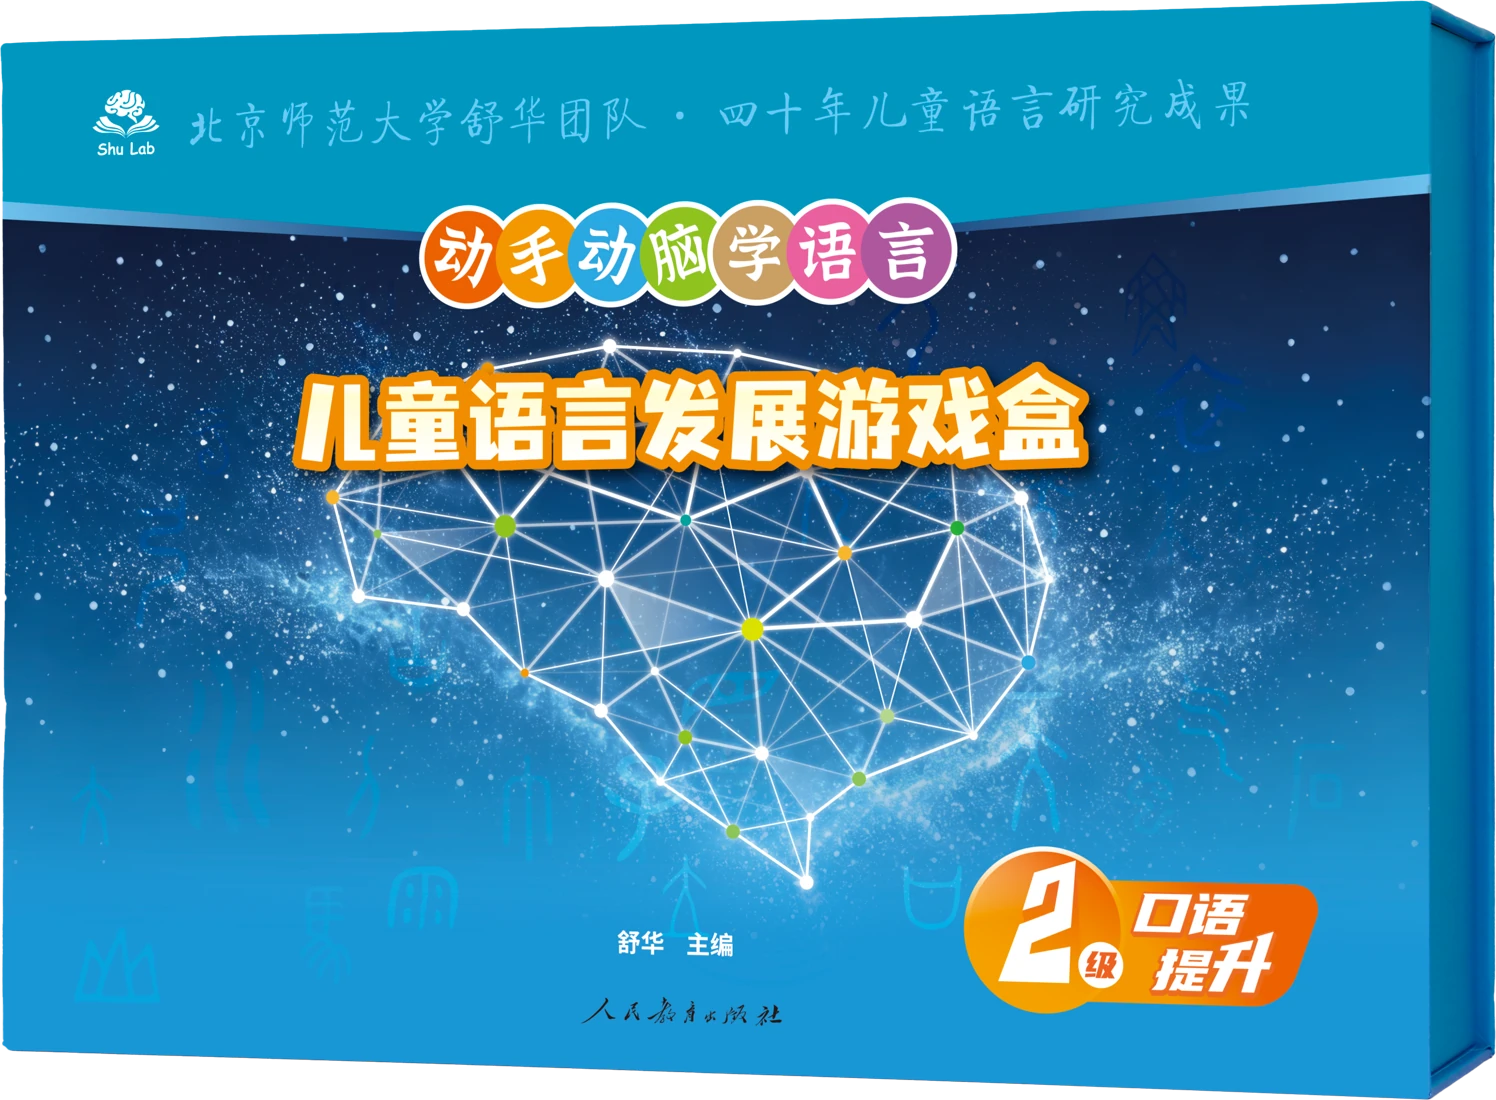 Shu Lab
北京师范大学舒华团队·四十年儿童语言研究成果
动手动脑学语言
儿童语言发展游戏盒
2级
口语
提升
舒华 主编
人民教育出版社